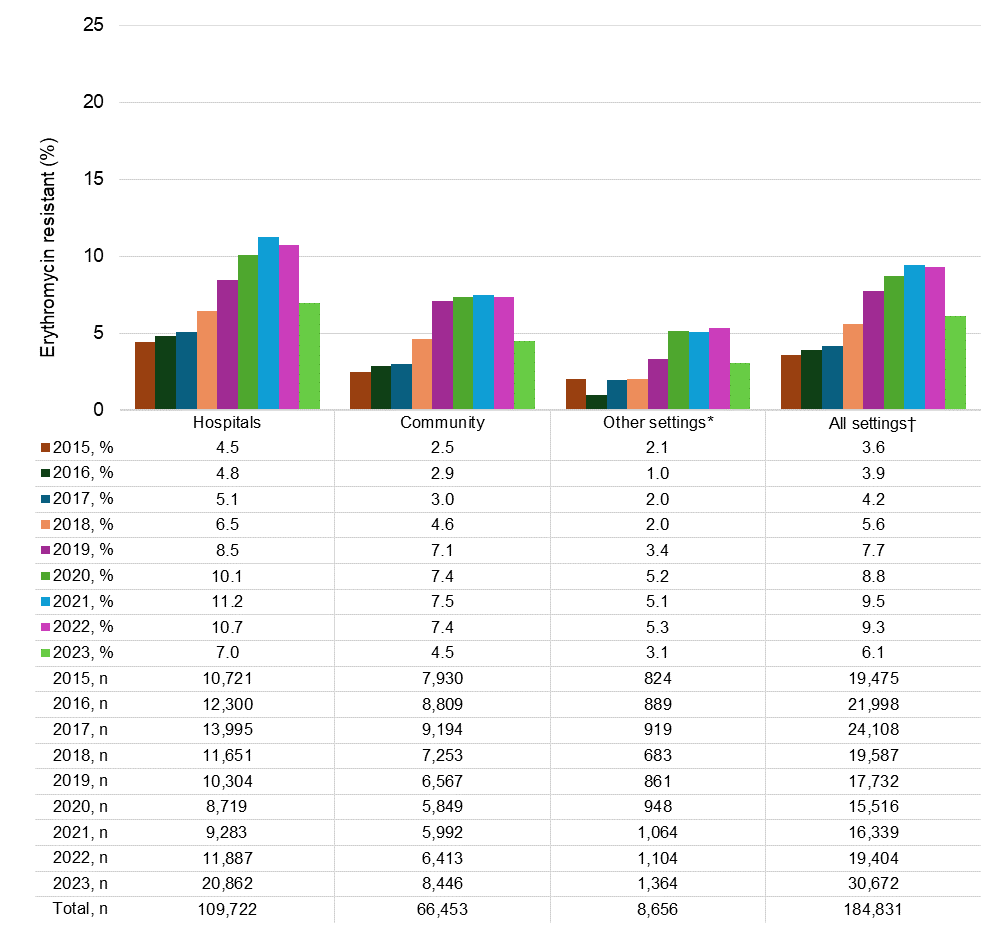 25
20
15
10
5
0
Erythromycin resistant (%)
Hospitals Community Other settings* All settings†
2015, % 4.5 2.5 2.1 3.6
2016, % 4.8 2.9 1.0 3.9
2017, % 5.1 3.0 2.0 4.2
2018, % 6.5 4.6 2.0 5.6
2019, % 8.5 7.1 3.4 7.7
2020, % 10.1 7.4 5.2 8.8
2021, % 11.2 7.5 5.1 9.5
2022, % 10.7 7.4 5.3 9.3
2023, % 7.0 4.5 3.1 6.1
2015, n 10,721 7,930 824 19,475
2016, n 12,300 8,809 889 21,998
2017, n 13,995 9,194 919 24,108
2018, n 11,651 7,253 683 19,587
2019, n 10,304 6,567 861 17,732
2020, n 8,719 5,849 948 15,516
2021, n 9,283 5,992 1,064 16,339
2022, n 11,887 6,413 1,104 19,404
2023, n 20,862 8,446 1,364 30,672
Total, n 109,722 66,453 8,656 184,831